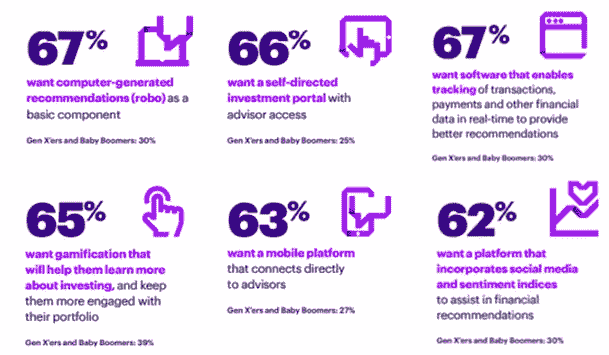 67%
want computer-generated
recommendations (robo) as a
basic component
Gen X'ers and Baby Boomers: 30%
66%
want a self-directed
investment portal with
advisor access
Gen X'ers and Baby Boomers: 25%
67%
want software that enables
tracking of transactions,
payments and other financial
data in real-time to provide
better recommendations
Gen X'ers and Baby Boomers: 30%
65%
want gamification that
will help them learn more
about investing, and keep
them more engaged with
their portfolio
Gen X'ers and Baby Boomers: 39%
63%
want a mobile platform
that connects directly
to advisors
Gen X'ers and Baby Boomers: 27%
62%
want a platform that
incorporates social media
and sentiment indices
to assist in financial
recommendations
Gen X'ers and Baby Boomers: 30%